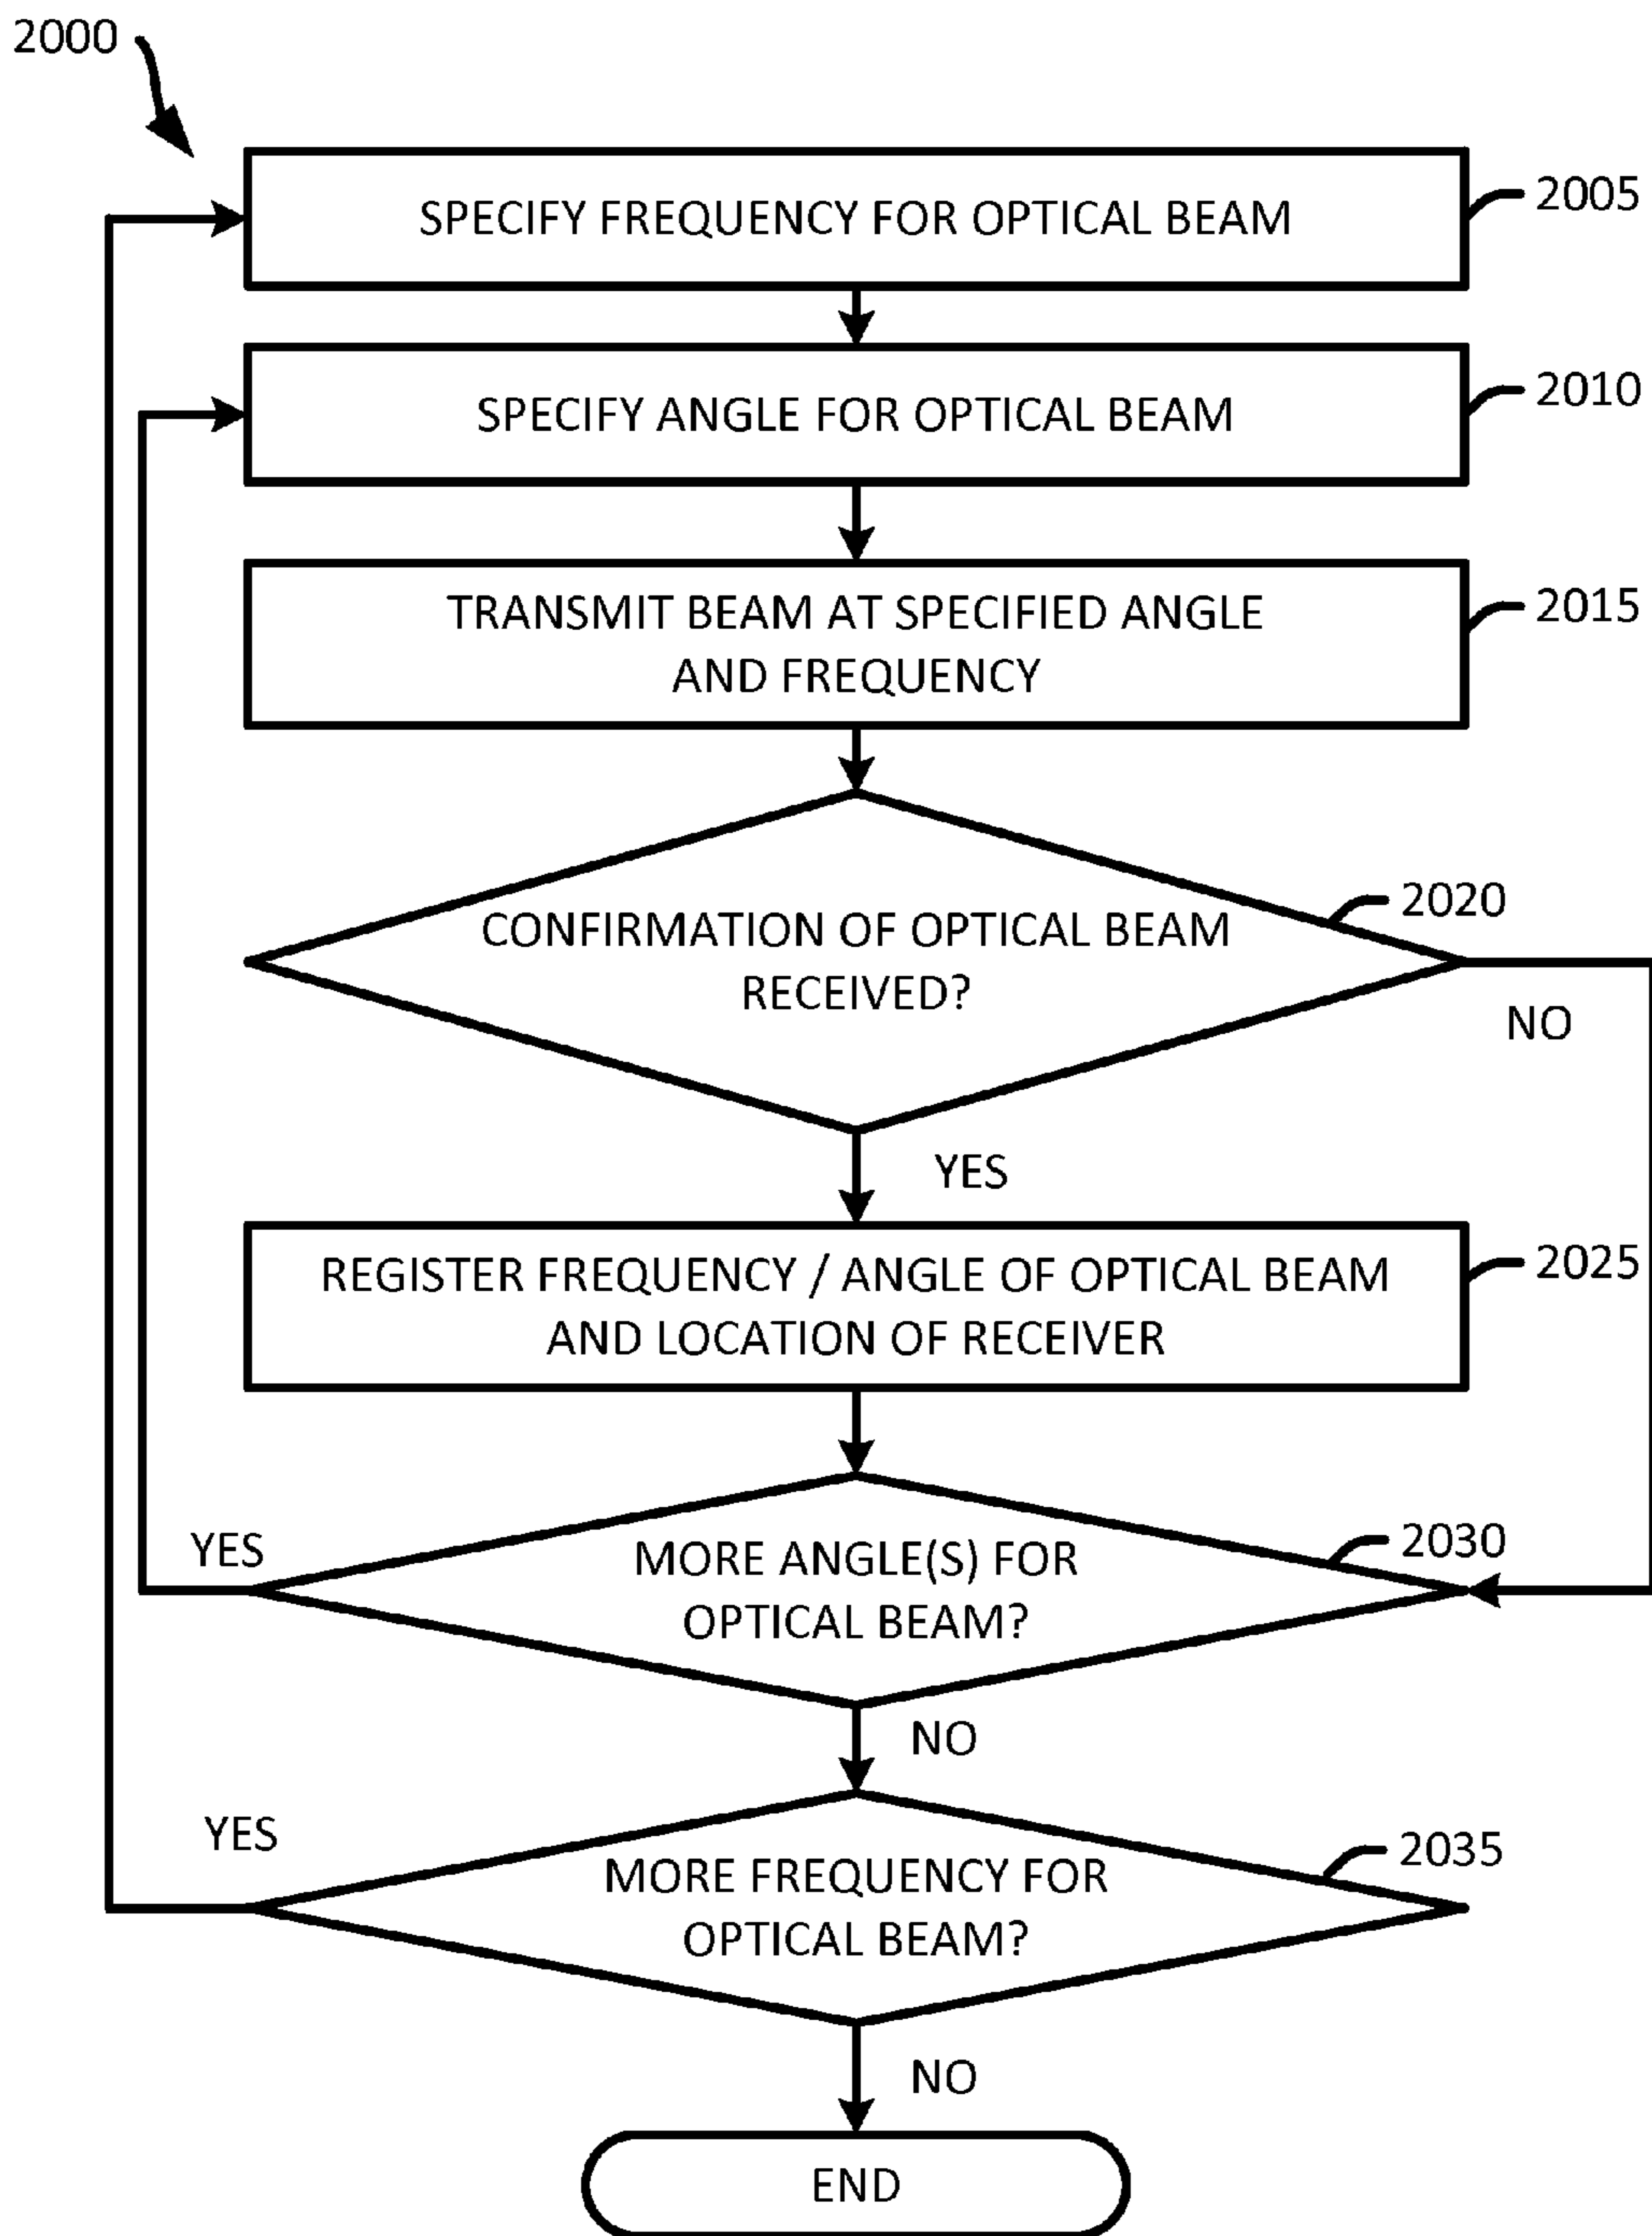 2000
SPECIFY FREQUENCY FOR OPTICAL BEAM
2005
SPECIFY ANGLE FOR OPTICAL BEAM
2010
TRANSMIT BEAM AT SPECIFIED ANGLE
AND FREQUENCY
2015
CONFIRMATION OF OPTICAL BEAM
RECEIVED?
2020
NO
YES
REGISTER FREQUENCY / ANGLE OF OPTICAL BEAM
AND LOCATION OF RECEIVER
2025
MORE ANGLE(S) FOR
OPTICAL BEAM?
2030
YES
NO
MORE FREQUENCY FOR
OPTICAL BEAM?
2035
YES
NO
END